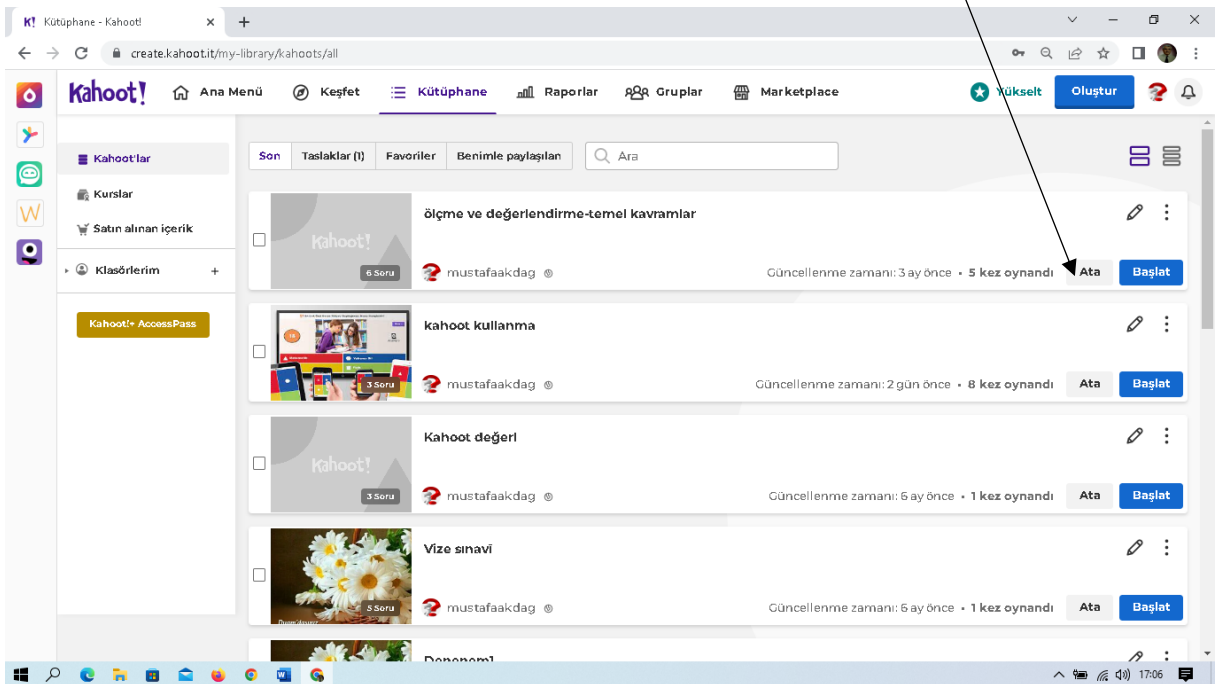 K! Kütüphane - Kahoot!
create.kahoot.it/my-library/kahoots/all
Kahoot! Ana Menü Keşfet Kütüphane Raporlar Gruplar Marketplace Yükselt Oluştur
Kahoot'lar
Kurslar
Satın alınan içerik
Klasörlerim +
Kahoot!+ AccessPass
Son Taslaklar (1) Favoriler Benimle paylaşılan Ara
ölçme ve değerlendirme-temel kavramlar
Kahoot!
6 Soru mustafaakdag Güncellenme zamanı: 3 ay önce • 5 kez oynandı Ata Başlat
kahoot kullanma
3 Soru mustafaakdag Güncellenme zamanı: 2 gün önce • 8 kez oynandı Ata Başlat
Kahoot değerl
Kahoot!
3 Soru mustafaakdag Güncellenme zamanı: 6 ay önce • 1 kez oynandı Ata Başlat
Vize sınavi
5 Soru mustafaakdag Güncellenme zamanı: 6 ay önce • 1 kez oynandı Ata Başlat
17:06